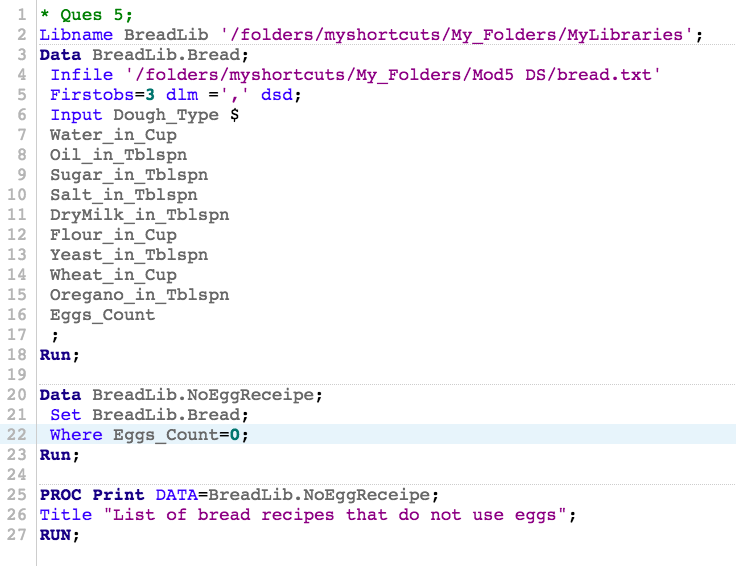 1 * Ques 5;
2 Libname BreadLib '/folders/myshortcuts/My_Folders/MyLibraries';
3 Data BreadLib.Bread;
4 Infile '/folders/myshortcuts/My_Folders/Mod5 DS/bread.txt'
5 Firstobs=3 dlm =',' dsd;
6 Input Dough_Type $
7 Water_in_Cup
8 Oil_in_Tblspn
9 Sugar_in_Tblspn
10 Salt_in_Tblspn
11 DryMilk_in_Tblspn
12 Flour_in_Cup
13 Yeast_in_Tblspn
14 Wheat_in_Cup
15 Oregano_in_Tblspn
16 Eggs_Count
17 ;
18 Run;
19
20 Data BreadLib.NoEggReceipe;
21 Set BreadLib.Bread;
22 Where Eggs_Count=0;
23 Run;
24
25 PROC Print DATA=BreadLib.NoEggReceipe;
26 Title "List of bread recipes that do not use eggs";
27 RUN;